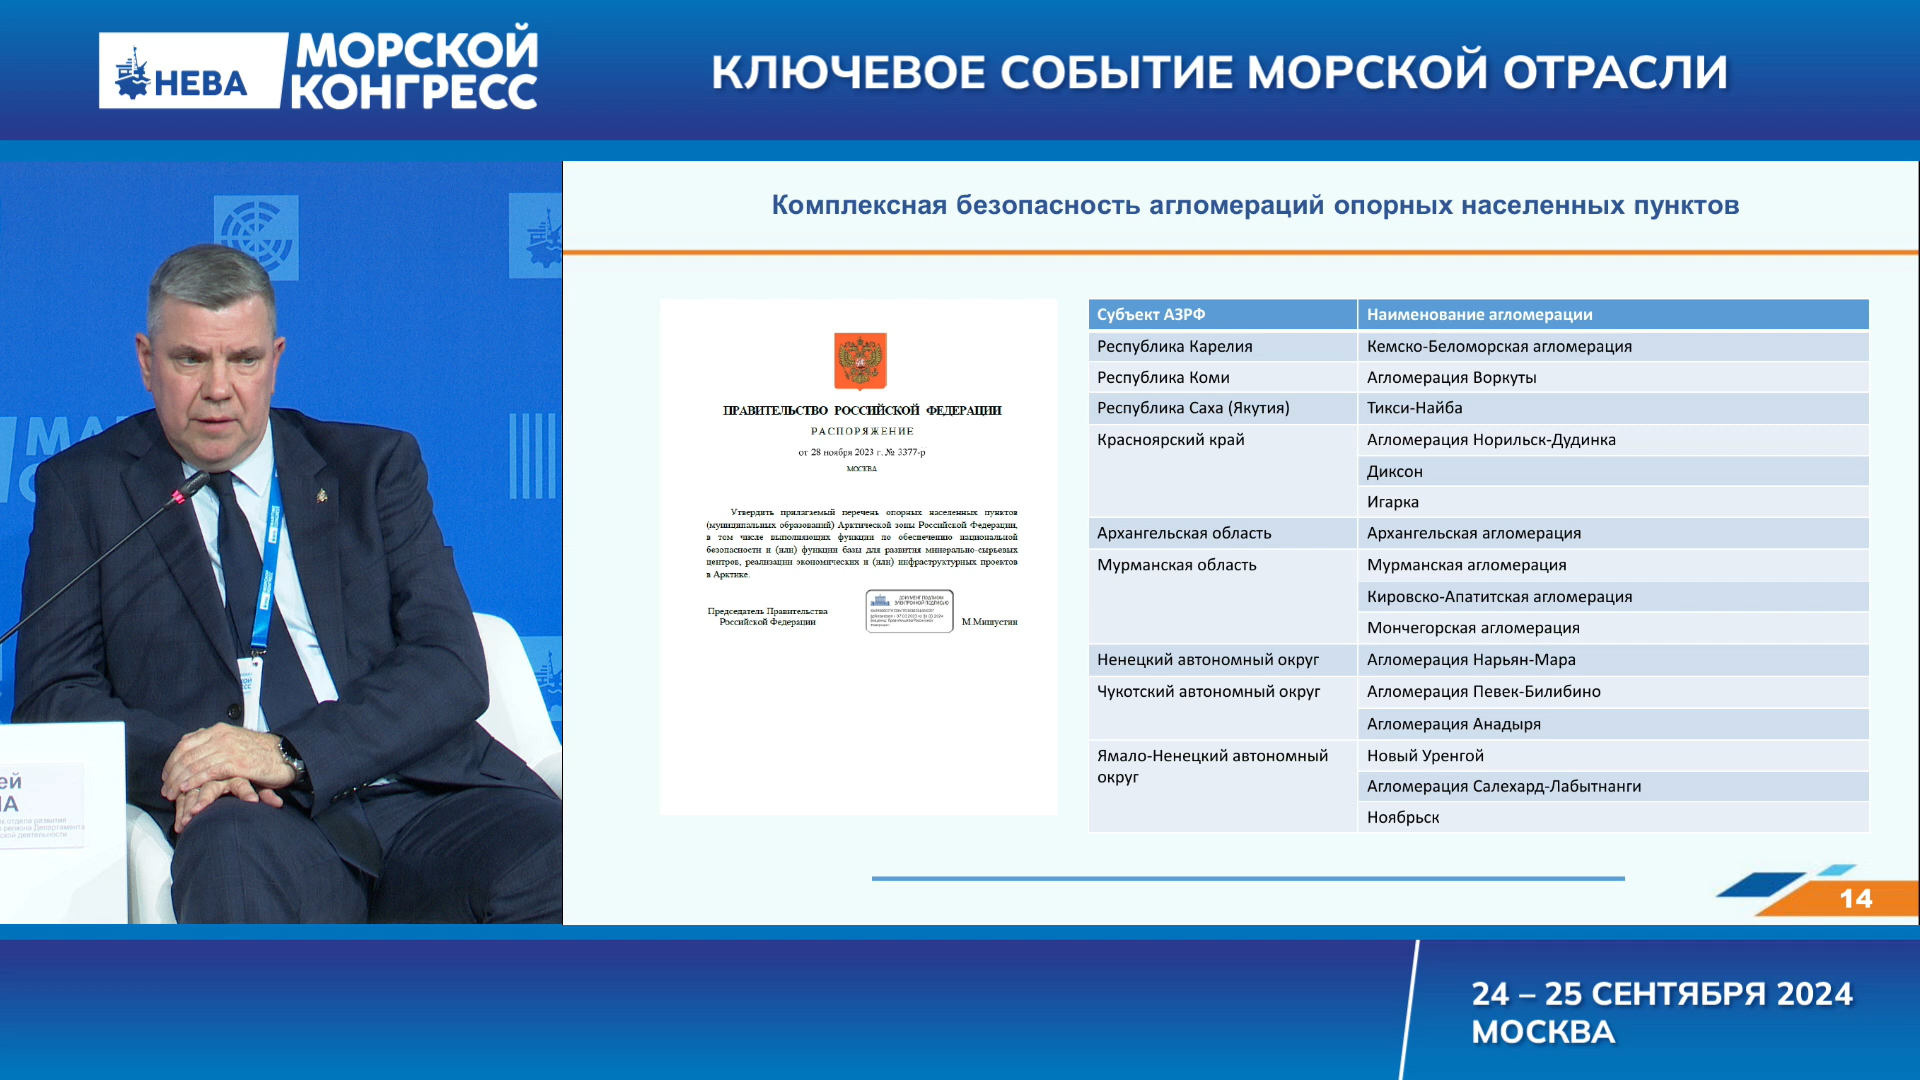 НЕВА
МОРСКОЙ
КОНГРЕСС
КЛЮЧЕВОЕ СОБЫТИЕ МОРСКОЙ ОТРАСЛИ
Комплексная безопасность агломераций опорных населенных пунктов
ПРАВИТЕЛЬСТВО РОССИЙСКОЙ ФЕДЕРАЦИИ
РАСПОРЯЖЕНИЕ
от 28 ноября 2023 г. № 3377-р
МОСКВА
Утвердить прилагаемый перечень опорных населенных пунктов
(муниципальных образований) Арктической зоны Российской Федерации,
в том числе выполняющих функции по обеспечению национальной
безопасности и (или) функции базы для развития минерально-сырьевых
центров, реализации экономических и (или) инфраструктурных проектов
в Арктике.
Председатель Правительства
Российской Федерации
ДОКУМЕНТ ПОДПИСАН
ЭЛЕКТРОННОЙ ПОДПИСЬЮ
М.Мишустин
Субъект АЗРФ Наименование агломерации
Республика Карелия Кемско-Беломорская агломерация
Республика Коми Агломерация Воркуты
Республика Саха (Якутия) Тикси-Найба
Красноярский край Агломерация Норильск-Дудинка
Диксон
Игарка
Архангельская область Архангельская агломерация
Мурманская область Мурманская агломерация
Кировско-Апатитская агломерация
Мончегорская агломерация
Ненецкий автономный округ Агломерация Нарьян-Мара
Чукотский автономный округ Агломерация Певек-Билибино
Агломерация Анадыря
Ямало-Ненецкий автономный округ Новый Уренгой
Агломерация Салехард-Лабытнанги
Ноябрьск
14
24 – 25 СЕНТЯБРЯ 2024
МОСКВА